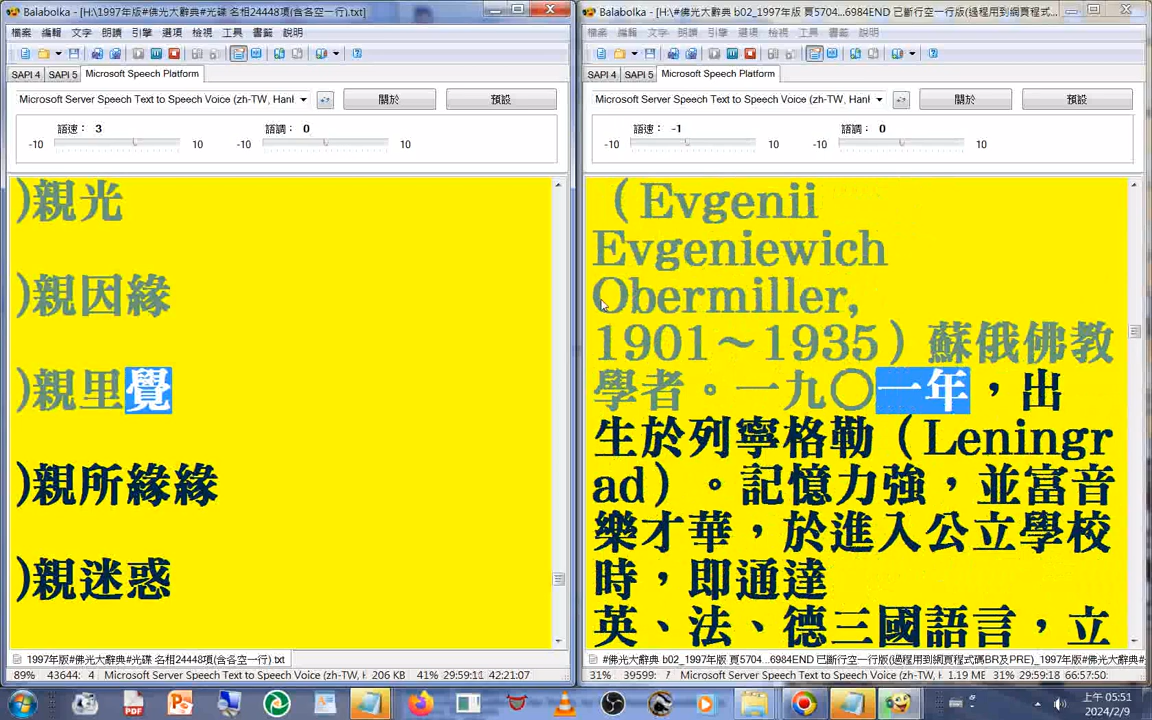 Balabolka - [H:\1997年版#佛光大辭典#光碟 名相24448項(含各空一行).txt]
檔案 編輯 文字 朗讀 引擎 選項 檢視 工具 書籤 說明
SAPI 4 SAPI 5 Microsoft Speech Platform
Microsoft Server Speech Text to Speech Voice (zh-TW, Hanl
關於
預設
語速： 3
語調： 0
-10 10 -10 10
)親光
)親因緣
)親里覺
)親所緣緣
)親迷惑
1997年版#佛光大辭典#光碟 名相24448項(含各空一行).txt
89% 43644: 4 Microsoft Server Speech Text to Speech Voice (zh-TW, H 206 KB 41% 29:59:11 42:21:07
Balabolka - [H:\#佛光大辭典 b02_1997年版 頁5704...6984END 已斷行空一行版(過程用到網頁程式...
檔案 編輯 文字 朗讀 引擎 選項 檢視 工具 書籤 說明
SAPI 4 SAPI 5 Microsoft Speech Platform
Microsoft Server Speech Text to Speech Voice (zh-TW, Hanl
關於
預設
語速： -1
語調： 0
-10 10 -10 10
（Evgenii
Evgeniewich
Obermiller,
1901～1935）蘇俄佛教
學者。一九〇一年，出
生於列寧格勒（Leningr
ad）。記憶力強，並富音
樂才華，於進入公立學校
時，即通達
英、法、德三國語言，立
#佛光大辭典 b02_1997年版 頁5704...6984END 已斷行空一行版(過程用到網頁程式碼BR及PRE)_1997年版#佛光大辭典#
31% 39599: 7 Microsoft Server Speech Text to Speech Voice (zh-TW, H 1.19 ME 31% 29:59:18 66:57:50
上午 05:51
2024/2/9